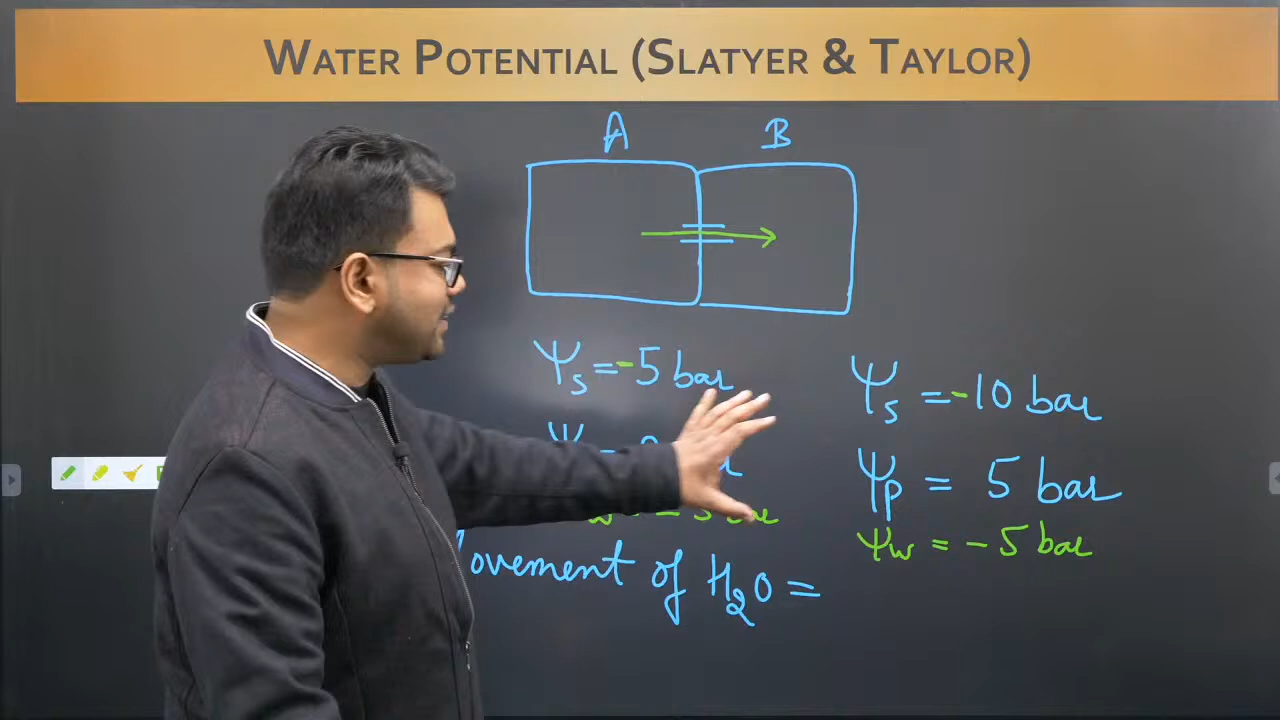 WATER POTENTIAL (SLATYER & TAYLOR)
A B
Ψs = -5 bar
Ψs = -10 bar
Ψp = 5 bar
Ψw = -5 bar
ovement of H₂O =